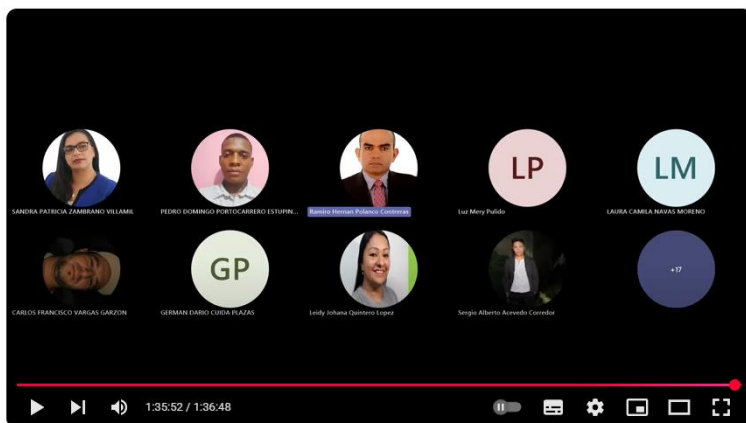 LP
LM
SANDRA PATRICIA ZAMBRANO VILLAMIL
PEDRO DOMINGO PORTOCARRERO ESTUPIN...
Ramiro Hernan Polanco Contreras
Luz Mery Pulido
LAURA CAMILA NAVAS MORENO
GP
+17
CARLOS FRANCISCO VARGAS GARZON
GERMAN DARIO CUIDA PLAZAS
Leidy Johana Quintero Lopez
Sergio Alberto Acevedo Corredor
1:35:52 / 1:36:48